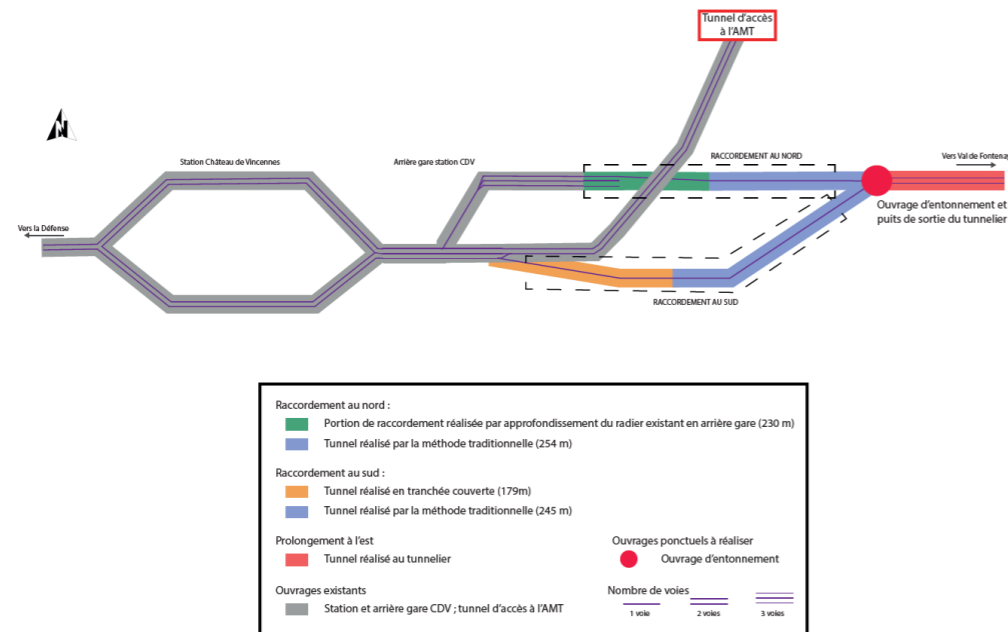 Tunnel d'accès
à l'AMT
N
Station Château de Vincennes
Arrière gare station CDV
RACCORDEMENT AU NORD
Vers Val de Fontenay
Ouvrage d'entonnement et
puits de sortie du tunnelier
Vers la Défense
RACCORDEMENT AU SUD
Raccordement au nord :
Portion de raccordement réalisée par approfondissement du radier existant en arrière gare (230 m)
Tunnel réalisé par la méthode traditionnelle (254 m)
Raccordement au sud :
Tunnel réalisé en tranchée couverte (179m)
Tunnel réalisé par la méthode traditionnelle (245 m)
Prolongement à l'est
Tunnel réalisé au tunnelier
Ouvrages ponctuels à réaliser
Ouvrage d'entonnement
Ouvrages existants
Station et arrière gare CDV ; tunnel d'accès à l'AMT
Nombre de voies
1 voie
2 voies
3 voies